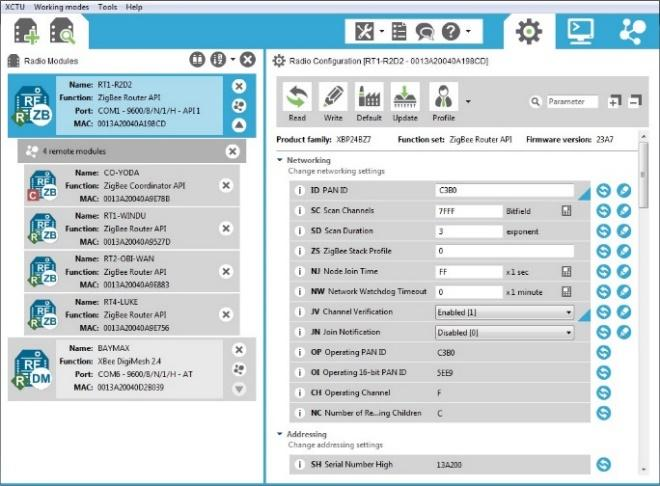 XCTU Working modes Tools Help
Radio Modules
Name: RT1-R2D2
Function: ZigBee Router API
Port: COM1 - 9600/8/N/1/H - API 1
MAC: 0013A20040A198CD
4 remote modules
Name: CO-YODA
Function: ZigBee Coordinator API
MAC: 0013A20040A9E78B
Name: RT1-WINDU
Function: ZigBee Router API
MAC: 0013A20040A9527D
Name: RT2-OBI-WAN
Function: ZigBee Router API
MAC: 0013A20040A9E883
Name: RT4-LUKE
Function: ZigBee Router API
MAC: 0013A20040A9E756
Name: BAYMAX
Function: XBee DigiMesh 2.4
Port: COM6 - 9600/8/N/1/H - AT
MAC: 0013A20040D2B039
Radio Configuration [RT1-R2D2 - 0013A20040A198CD]
Read Write Default Update Profile
Parameter
Product family: XBP24BZ7 Function set: ZigBee Router API Firmware version: 23A7
Networking
Change networking settings
ID PAN ID C3B0
SC Scan Channels 7FFF Bitfield
SD Scan Duration 3 exponent
ZS ZigBee Stack Profile 0
NJ Node Join Time FF x 1 sec
NW Network Watchdog Timeout 0 x 1 minute
JV Channel Verification Enabled [1]
JN Join Notification Disabled [0]
OP Operating PAN ID C3B0
OI Operating 16-bit PAN ID 5EE9
CH Operating Channel F
NC Number of Re...ing Children C
Addressing
Change addressing settings
SH Serial Number High 13A200